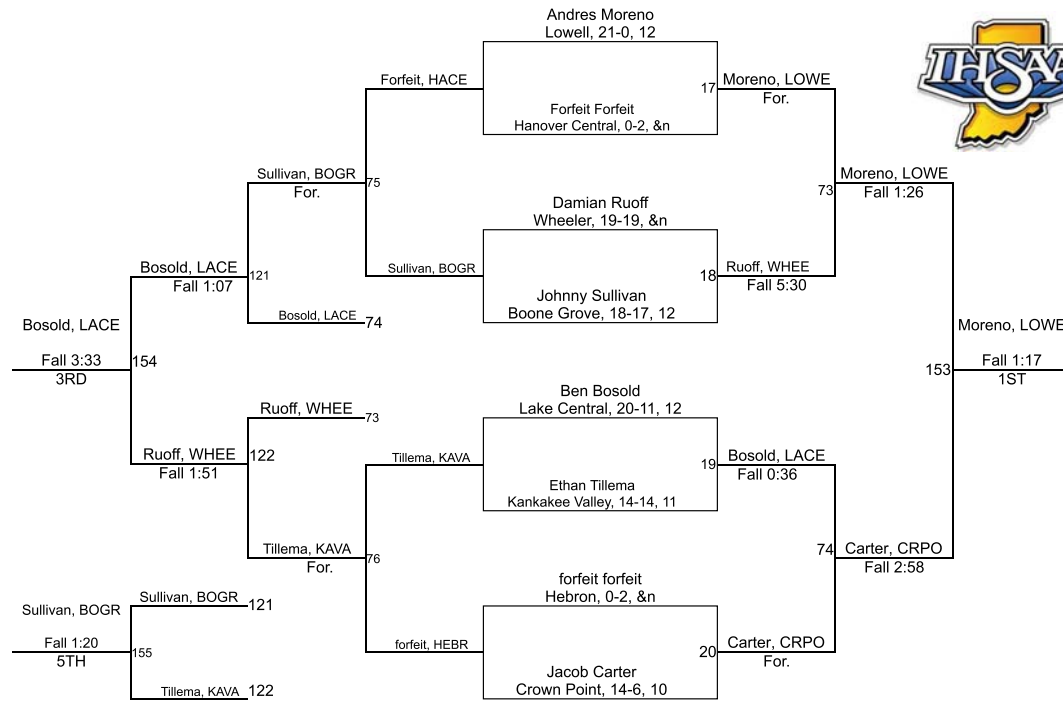 Andres Moreno
Lowell, 21-0, 12
IHSAA
Forfeit, HACE
17
Moreno, LOWE
For.
Forfeit Forfeit
Hanover Central, 0-2, &n
Sullivan, BOGR
For.
75
73
Moreno, LOWE
Fall 1:26
Damian Ruoff
Wheeler, 19-19, &n
Bosold, LACE
Fall 1:07
121
Sullivan, BOGR
18
Ruoff, WHEE
Fall 5:30
Johnny Sullivan
Boone Grove, 18-17, 12
Bosold, LACE
74
Bosold, LACE
Fall 3:33
3RD
154
Moreno, LOWE
153
Fall 1:17
1ST
Ben Bosold
Lake Central, 20-11, 12
Ruoff, WHEE
73
Ruoff, WHEE
Fall 1:51
122
Tillema, KAVA
19
Bosold, LACE
Fall 0:36
Ethan Tillema
Kankakee Valley, 14-14, 11
Tillema, KAVA
For.
76
74
Carter, CRPO
Fall 2:58
forfeit forfeit
Hebron, 0-2, &n
Sullivan, BOGR
Fall 1:20
5TH
Sullivan, BOGR
121
155
forfeit, HEBR
20
Carter, CRPO
For.
Jacob Carter
Crown Point, 14-6, 10
Tillema, KAVA
122